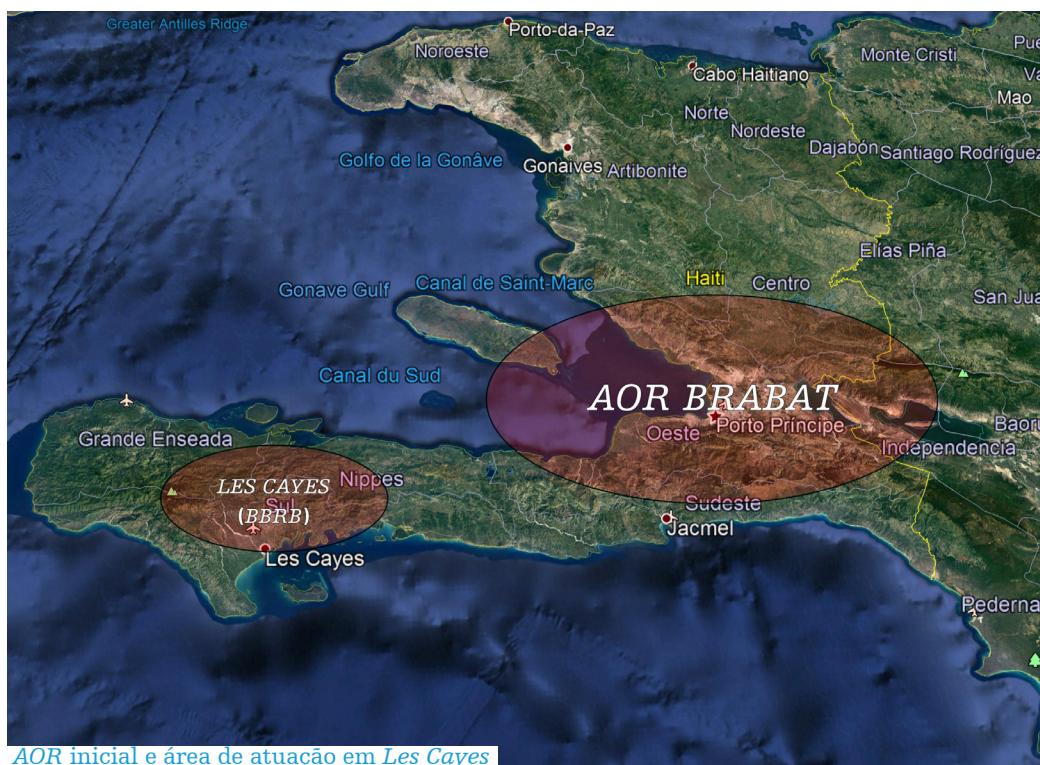 Greater Antilles Ridge
Porto-da-Paz
Noroeste
Monte Cristi
Cabo Haitiano
Mao
Norte
Nordeste
Dajabón
Santiago Rodríguez
Golfo de la Gonâve
Gonaives
Artibonite
Elías Piña
Canal de Saint-Marc
Haiti
Centro
Gonave Gulf
San Jua
Canal du Sud
AOR BRABAT
Porto Príncipe
Oeste
Baoru
Grande Enseada
Independencia
Nippes
LES CAYES
Sul
(BBRB)
Sudeste
Jacmel
Les Cayes
Pederna
AOR inicial e área de atuação em Les Cayes